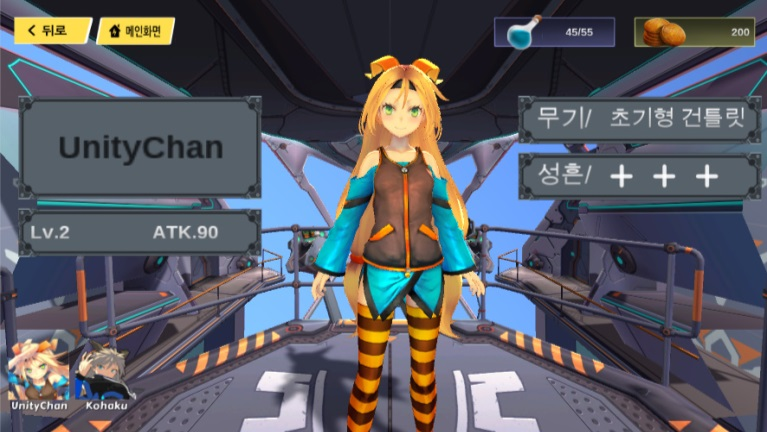 뒤로
메인화면
45/55
200
UnityChan
무기/ 초기형 건틀릿
성흔/ + + +
Lv.2 ATK.90
UnityChan
Kohaku